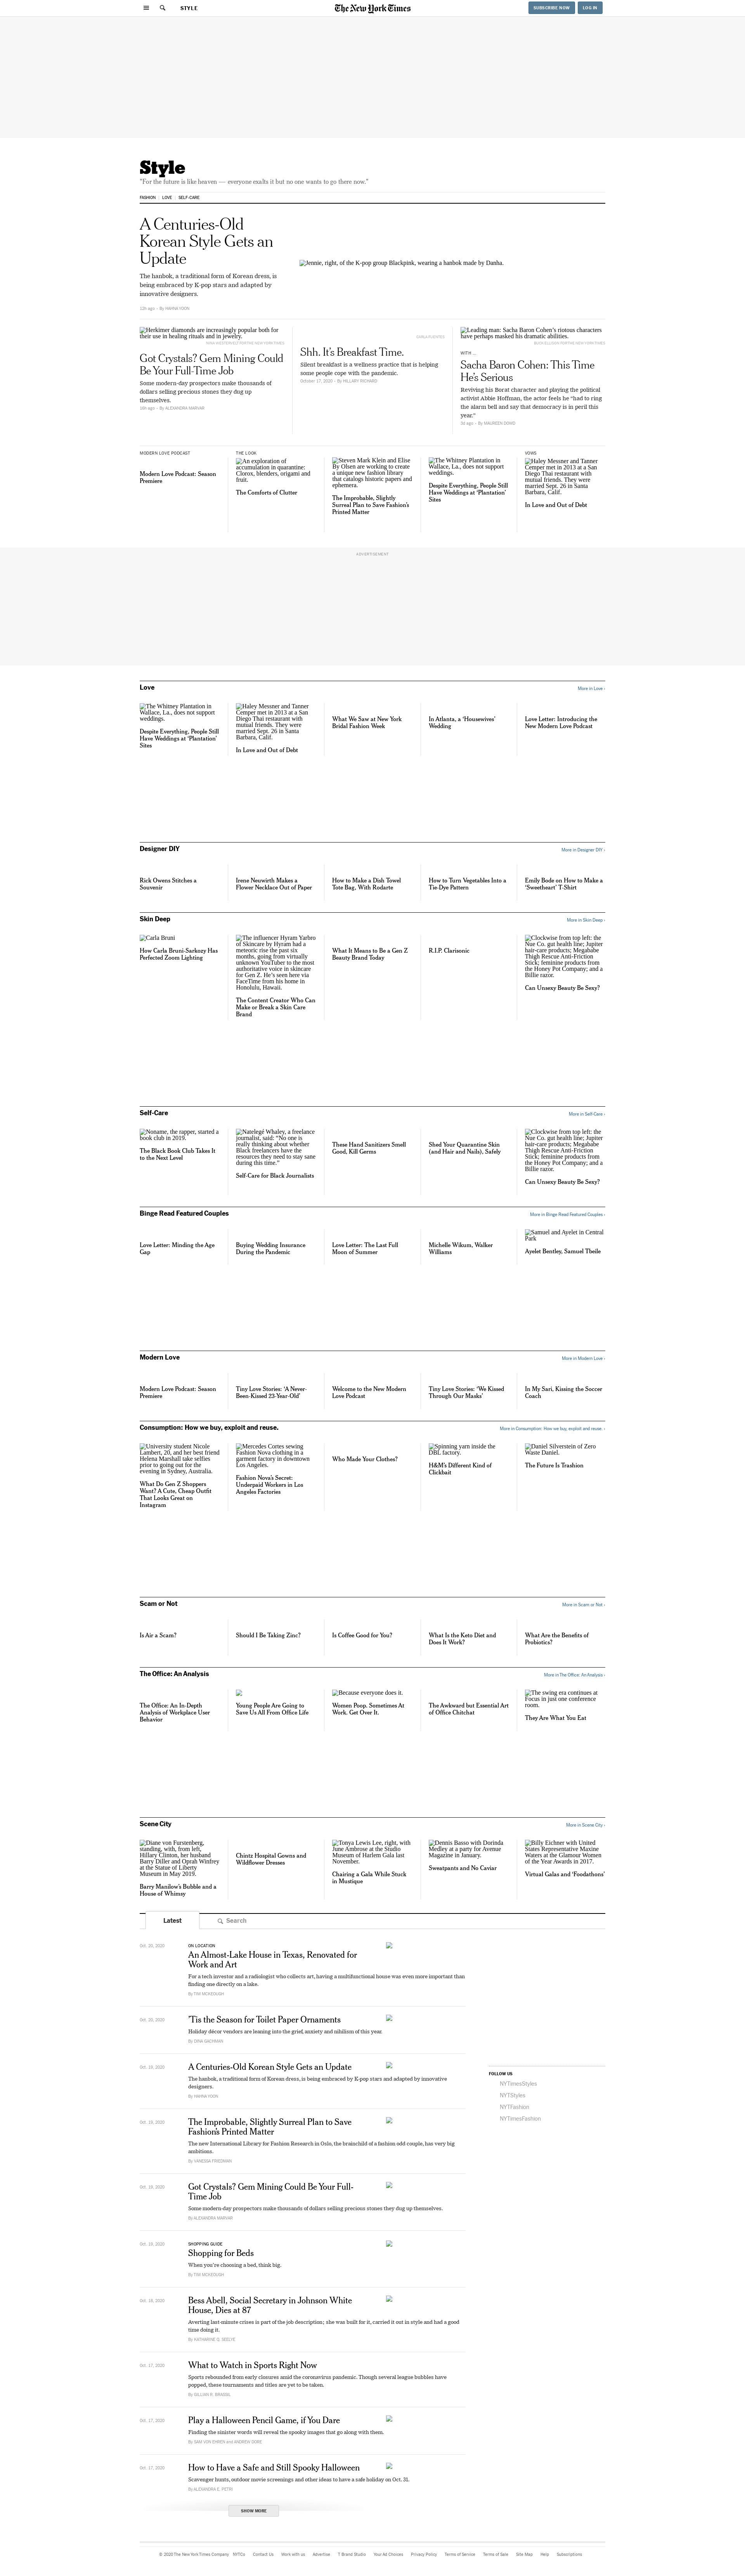 STYLE
The New York Times
SUBSCRIBE NOW
LOG IN
Style
"For the future is like heaven — everyone exalts it but no one wants to go there now."
FASHION
LOVE
SELF-CARE
A Centuries-Old
Korean Style Gets an
Update
The hanbok, a traditional form of Korean dress, is
being embraced by K-pop stars and adapted by
innovative designers.
12h ago · By HAHNA YOON
Jennie, right, of the K-pop group Blackpink, wearing a hanbok made by Danha.
Herkimer diamonds are increasingly popular both for
their use in healing rituals and in jewelry.
NINA WESTERVELT FOR THE NEW YORK TIMES
Got Crystals? Gem Mining Could
Be Your Full-Time Job
Some modern-day prospectors make thousands of
dollars selling precious stones they dug up
themselves.
16h ago · By ALEXANDRA MARVAR
CARLA FUENTES
Shh. It's Breakfast Time.
Silent breakfast is a wellness practice that is helping
some people cope with the pandemic.
October 17, 2020 · By HILLARY RICHARD
Leading man: Sacha Baron Cohen's riotous characters
have perhaps masked his dramatic abilities.
BUCK ELLISON FOR THE NEW YORK TIMES
WITH ...
Sacha Baron Cohen: This Time
He's Serious
Reviving his Borat character and playing the political
activist Abbie Hoffman, the actor feels he "had to ring
the alarm bell and say that democracy is in peril this
year."
3d ago · By MAUREEN DOWD
MODERN LOVE PODCAST
Modern Love Podcast: Season
Premiere
THE LOOK
An exploration of
accumulation in quarantine:
Clorox, blenders, origami and
fruit.
The Comforts of Clutter
Steven Mark Klein and Elise
By Olsen are working to create
a unique new fashion library
that catalogs historic papers and
ephemera.
The Improbable, Slightly
Surreal Plan to Save Fashion's
Printed Matter
The Whitney Plantation in
Wallace, La., does not support
weddings.
Despite Everything, People Still
Have Weddings at 'Plantation'
Sites
VOWS
Haley Messner and Tanner
Cemper met in 2013 at a San
Diego Thai restaurant with
mutual friends. They were
married Sept. 26 in Santa
Barbara, Calif.
In Love and Out of Debt
ADVERTISEMENT
Love
More in Love ›
The Whitney Plantation in
Wallace, La., does not support
weddings.
Despite Everything, People Still
Have Weddings at 'Plantation'
Sites
Haley Messner and Tanner
Cemper met in 2013 at a San
Diego Thai restaurant with
mutual friends. They were
married Sept. 26 in Santa
Barbara, Calif.
In Love and Out of Debt
What We Saw at New York
Bridal Fashion Week
In Atlanta, a 'Housewives'
Wedding
Love Letter: Introducing the
New Modern Love Podcast
Designer DIY
More in Designer DIY ›
Rick Owens Stitches a
Souvenir
Irene Neuwirth Makes a
Flower Necklace Out of Paper
How to Make a Dish Towel
Tote Bag, With Rodarte
How to Turn Vegetables Into a
Tie-Dye Pattern
Emily Bode on How to Make a
'Sweetheart' T-Shirt
Skin Deep
More in Skin Deep ›
Carla Bruni
How Carla Bruni-Sarkozy Has
Perfected Zoom Lighting
The influencer Hyram Yarbro
of Skincare by Hyram had a
meteoric rise the past six
months, going from virtually
unknown YouTuber to the most
authoritative voice in skincare
for Gen Z. He's seen here via
FaceTime from his home in
Honolulu, Hawaii.
The Content Creator Who Can
Make or Break a Skin Care
Brand
What It Means to Be a Gen Z
Beauty Brand Today
R.I.P. Clarisonic
Clockwise from top left: the
Nue Co. gut health line; Jupiter
hair-care products; Megababe
Thigh Rescue Anti-Friction
Stick; feminine products from
the Honey Pot Company; and a
Billie razor.
Can Unsexy Beauty Be Sexy?
Self-Care
More in Self-Care ›
Noname, the rapper, started a
book club in 2019.
The Black Book Club Takes It
to the Next Level
Natelegé Whaley, a freelance
journalist, said: "No one is
really thinking about whether
Black freelancers have the
resources they need to stay sane
during this time."
Self-Care for Black Journalists
These Hand Sanitizers Smell
Good, Kill Germs
Shed Your Quarantine Skin
(and Hair and Nails), Safely
Clockwise from top left: the
Nue Co. gut health line; Jupiter
hair-care products; Megababe
Thigh Rescue Anti-Friction
Stick; feminine products from
the Honey Pot Company; and a
Billie razor.
Can Unsexy Beauty Be Sexy?
Binge Read Featured Couples
More in Binge Read Featured Couples ›
Love Letter: Minding the Age
Gap
Buying Wedding Insurance
During the Pandemic
Love Letter: The Last Full
Moon of Summer
Michelle Wikum, Walker
Williams
Samuel and Ayelet in Central
Park
Ayelet Bentley, Samuel Tbeile
Modern Love
More in Modern Love ›
Modern Love Podcast: Season
Premiere
Tiny Love Stories: 'A Never-
Been-Kissed 23-Year-Old'
Welcome to the New Modern
Love Podcast
Tiny Love Stories: 'We Kissed
Through Our Masks'
In My Sari, Kissing the Soccer
Coach
Consumption: How we buy, exploit and reuse.
More in Consumption: How we buy, exploit and reuse. ›
University student Nicole
Lambert, 20, and her best friend
Helena Marshall take selfies
prior to going out for the
evening in Sydney, Australia.
What Do Gen Z Shoppers
Want? A Cute, Cheap Outfit
That Looks Great on
Instagram
Mercedes Cortes sewing
Fashion Nova clothing in a
garment factory in downtown
Los Angeles.
Fashion Nova's Secret:
Underpaid Workers in Los
Angeles Factories
Who Made Your Clothes?
Spinning yarn inside the
DBL factory.
H&M's Different Kind of
Clickbait
Daniel Silverstein of Zero
Waste Daniel.
The Future Is Trashion
Scam or Not
More in Scam or Not ›
Is Air a Scam?
Should I Be Taking Zinc?
Is Coffee Good for You?
What Is the Keto Diet and
Does It Work?
What Are the Benefits of
Probiotics?
The Office: An Analysis
More in The Office: An Analysis ›
The Office: An In-Depth
Analysis of Workplace User
Behavior
Young People Are Going to
Save Us All From Office Life
Because everyone does it.
Women Poop. Sometimes At
Work. Get Over It.
The Awkward but Essential Art
of Office Chitchat
The swing era continues at
Focus in just one conference
room.
They Are What You Eat
Scene City
More in Scene City ›
Diane von Furstenberg,
standing, with, from left,
Hillary Clinton, her husband
Barry Diller and Oprah Winfrey
at the Statue of Liberty
Museum in May 2019.
Barry Manilow's Bubble and a
House of Whimsy
Chintz Hospital Gowns and
Wildflower Dresses
Tonya Lewis Lee, right, with
June Ambrose at the Studio
Museum of Harlem Gala last
November.
Chairing a Gala While Stuck
in Mustique
Dennis Basso with Dorinda
Medley at a party for Avenue
Magazine in January.
Sweatpants and No Caviar
Billy Eichner with United
States Representative Maxine
Waters at the Glamour Women
of the Year Awards in 2017.
Virtual Galas and 'Foodathons'
Latest
Search
Oct. 20, 2020
ON LOCATION
An Almost-Lake House in Texas, Renovated for
Work and Art
For a tech investor and a radiologist who collects art, having a multifunctional house was even more important than
finding one directly on a lake.
By TIM MCKEOUGH
Oct. 20, 2020
'Tis the Season for Toilet Paper Ornaments
Holiday décor vendors are leaning into the grief, anxiety and nihilism of this year.
By DINA GACHMAN
Oct. 19, 2020
A Centuries-Old Korean Style Gets an Update
The hanbok, a traditional form of Korean dress, is being embraced by K-pop stars and adapted by innovative
designers.
By HAHNA YOON
Oct. 19, 2020
The Improbable, Slightly Surreal Plan to Save
Fashion's Printed Matter
The new International Library for Fashion Research in Oslo, the brainchild of a fashion odd couple, has very big
ambitions.
By VANESSA FRIEDMAN
Oct. 19, 2020
Got Crystals? Gem Mining Could Be Your Full-
Time Job
Some modern-day prospectors make thousands of dollars selling precious stones they dug up themselves.
By ALEXANDRA MARVAR
Oct. 18, 2020
SHOPPING GUIDE
Shopping for Beds
When you're choosing a bed, think big.
By TIM MCKEOUGH
Oct. 18, 2020
Bess Abell, Social Secretary in Johnson White
House, Dies at 87
Averting last-minute crises is part of the job description; she was built for it, carried it out in style and had a good
time doing it.
By KATHARINE Q. SEELYE
Oct. 17, 2020
What to Watch in Sports Right Now
Sports rebounded from early closures amid the coronavirus pandemic. Though several league bubbles have
popped, these tournaments and titles are yet to be taken.
By GILLIAN R. BRASSIL
Oct. 17, 2020
Play a Halloween Pencil Game, if You Dare
Finding the sinister words will reveal the spooky images that go along with them.
By SAM VON EHREN and ANDREW SORE
Oct. 17, 2020
How to Have a Safe and Still Spooky Halloween
Scavenger hunts, outdoor movie screenings and other ideas to have a safe holiday on Oct. 31.
By ALEXANDRA E. PETRI
SHOW MORE
FOLLOW US
NYTimesStyles
NYTStyles
NYTFashion
NYTimesFashion
© 2020 The New York Times Company
NYTCo
Contact Us
Work with us
Advertise
T Brand Studio
Your Ad Choices
Privacy Policy
Terms of Service
Terms of Sale
Site Map
Help
Subscriptions